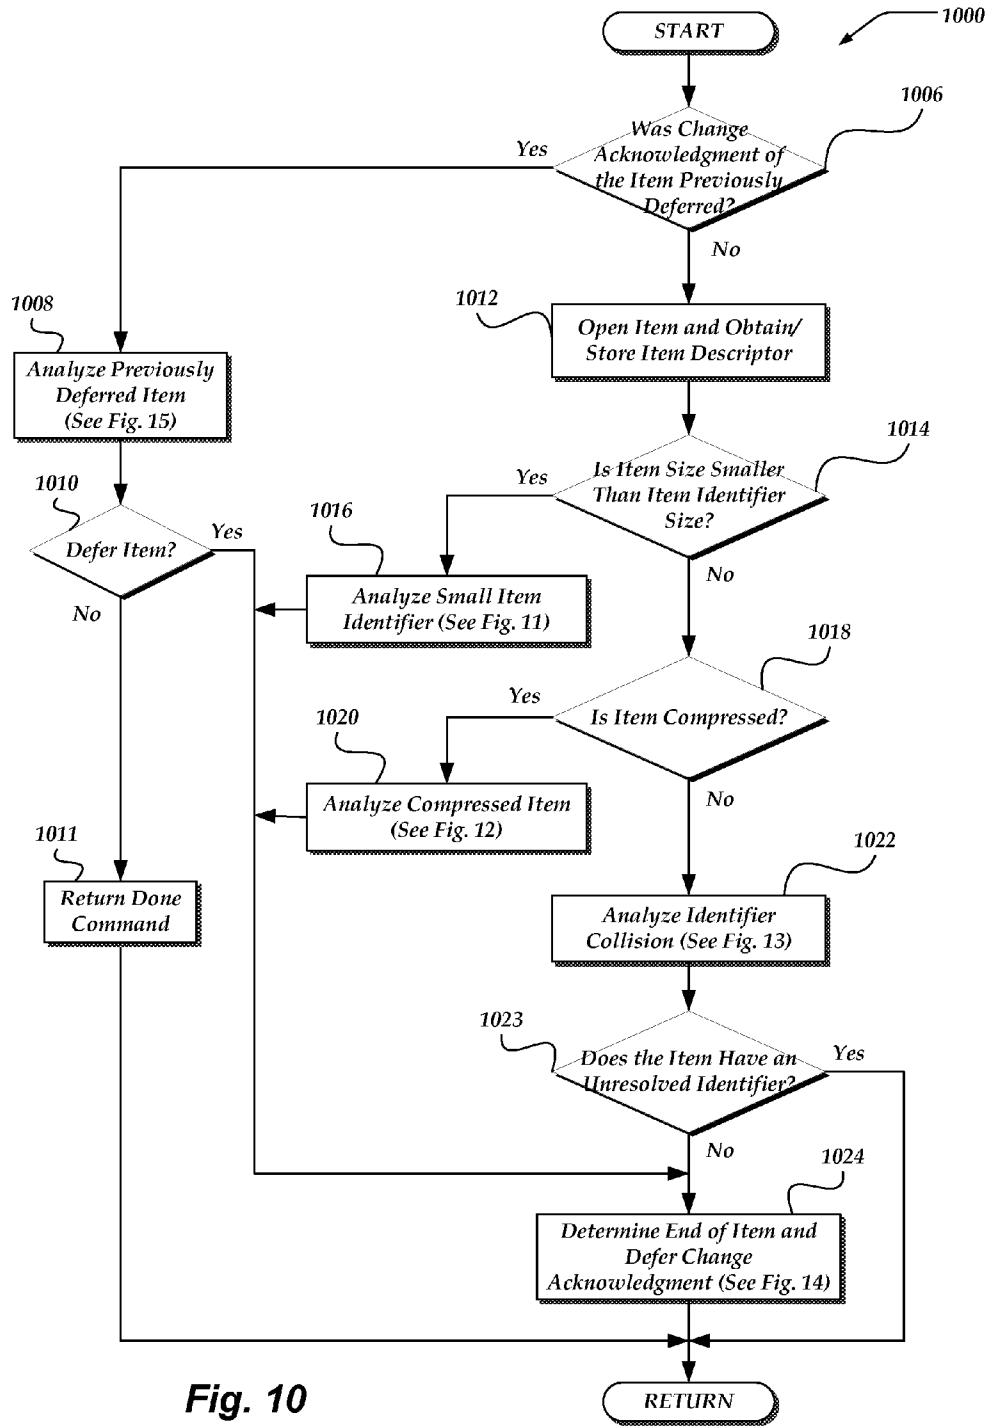 START
1000
1006
Was Change
Acknowledgment of
the Item Previously
Deferred?
Yes
No
1008
1012
Open Item and Obtain/
Store Item Descriptor
Analyze Previously
Deferred Item
(See Fig. 15)
1014
Is Item Size Smaller
Than Item Identifier
Size?
Yes
No
1010
Defer Item?
Yes
No
1016
Analyze Small Item
Identifier (See Fig. 11)
1018
Is Item Compressed?
Yes
No
1020
Analyze Compressed Item
(See Fig. 12)
1011
Return Done
Command
1022
Analyze Identifier
Collision (See Fig. 13)
1023
Does the Item Have an
Unresolved Identifier?
Yes
No
1024
Determine End of Item and
Defer Change
Acknowledgment (See Fig. 14)
RETURN
Fig. 10